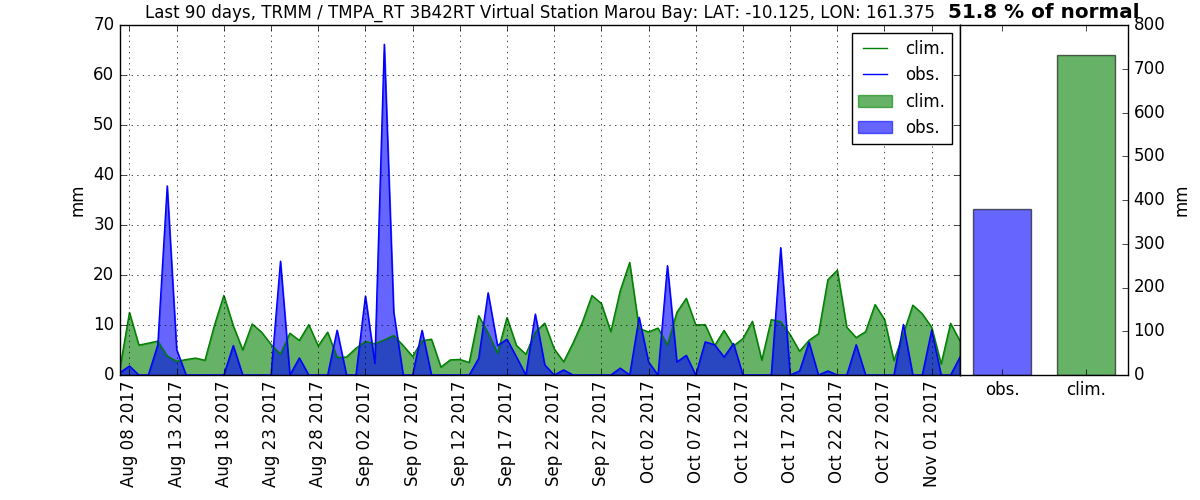 Last 90 days, TRMM / TMPA_RT 3B42RT Virtual Station Marou Bay: LAT: -10.125, LON: 161.375 51.8 % of normal
70
60
50
40
30
20
10
0
mm
clim.
obs.
clim.
obs.
800
700
600
500
400
300
200
100
0
mm
Aug 08 2017
Aug 13 2017
Aug 18 2017
Aug 23 2017
Aug 28 2017
Sep 02 2017
Sep 07 2017
Sep 12 2017
Sep 17 2017
Sep 22 2017
Sep 27 2017
Oct 02 2017
Oct 07 2017
Oct 12 2017
Oct 17 2017
Oct 22 2017
Oct 27 2017
Nov 01 2017
obs.
clim.